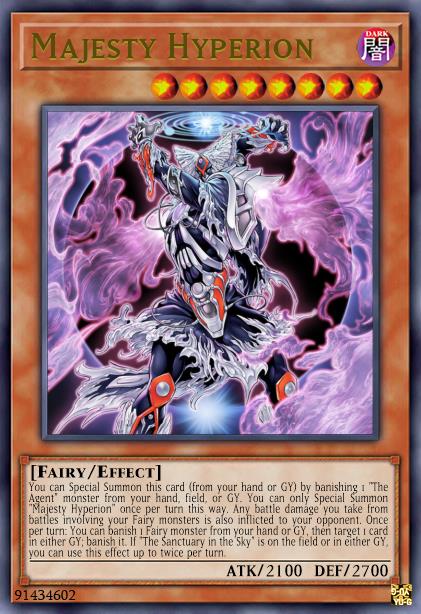 MAJESTY HYPERION
DARK
闇
[FAIRY/EFFECT]
You can Special Summon this card (from your hand or GY) by banishing 1 "The
Agent" monster from your hand, field, or GY. You can only Special Summon
"Majesty Hyperion" once per turn this way. Any battle damage you take from
battles involving your Fairy monsters is also inflicted to your opponent. Once
per turn: You can banish 1 Fairy monster from your hand or GY, then target 1 card
in either GY; banish it. If "The Sanctuary in the Sky" is on the field or in either GY,
you can use this effect up to twice per turn.
ATK/2100 DEF/2700
91434602